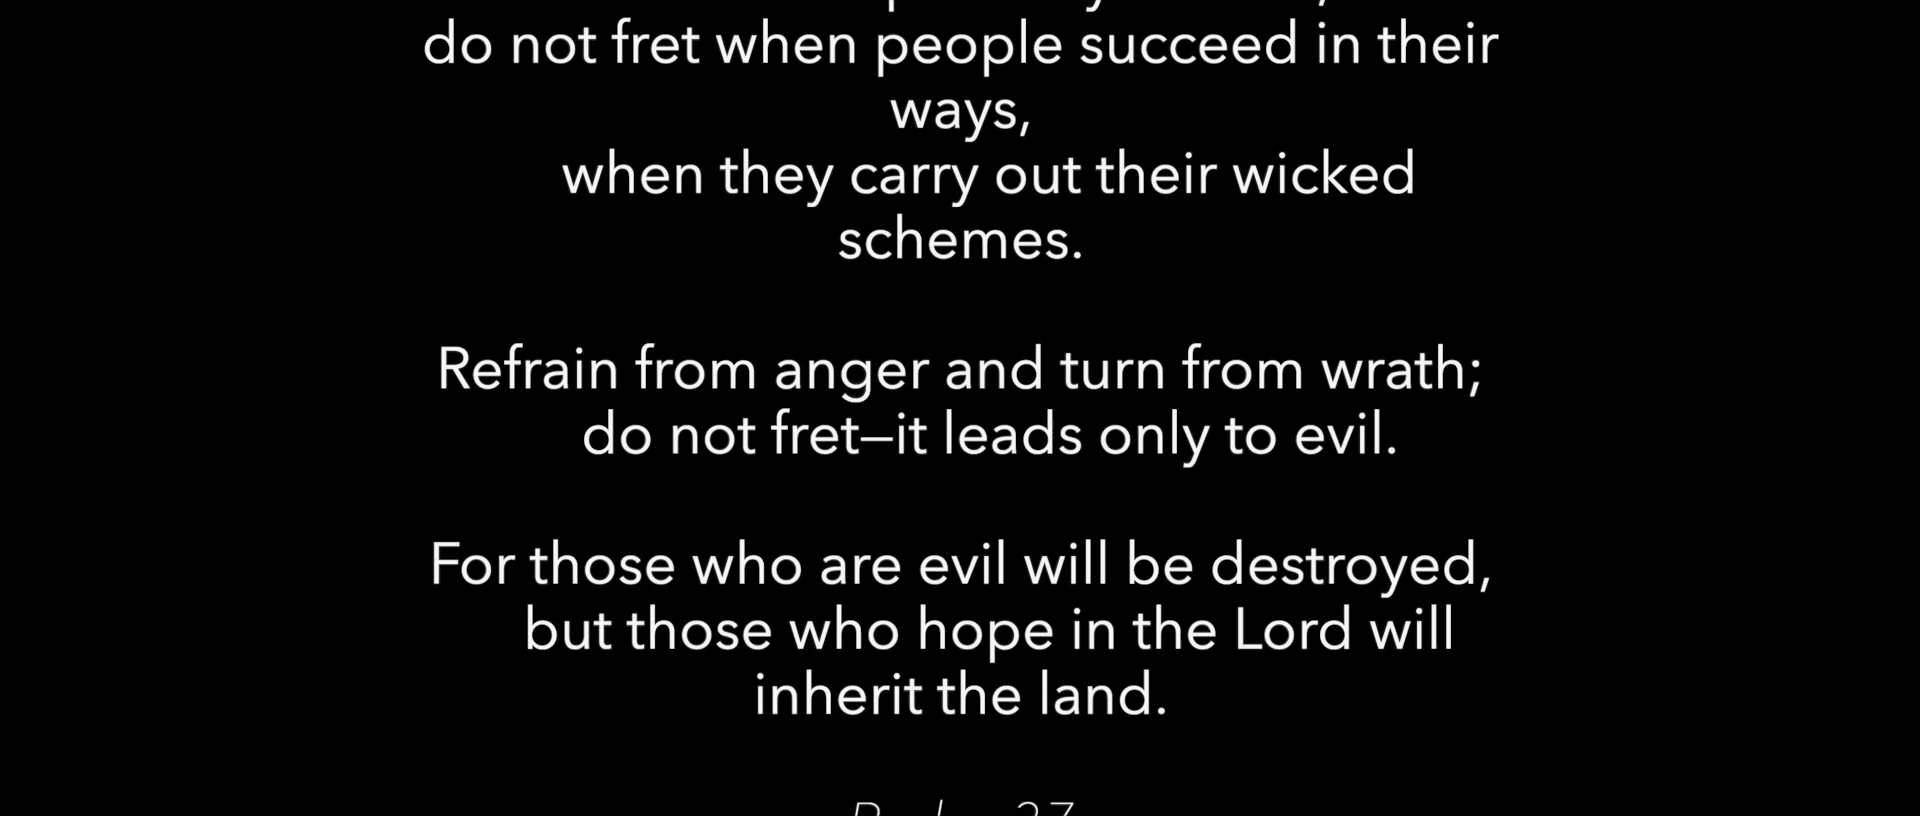 do not fret when people succeed in their
ways,
when they carry out their wicked
schemes.
Refrain from anger and turn from wrath;
do not fret—it leads only to evil.
For those who are evil will be destroyed,
but those who hope in the Lord will
inherit the land.